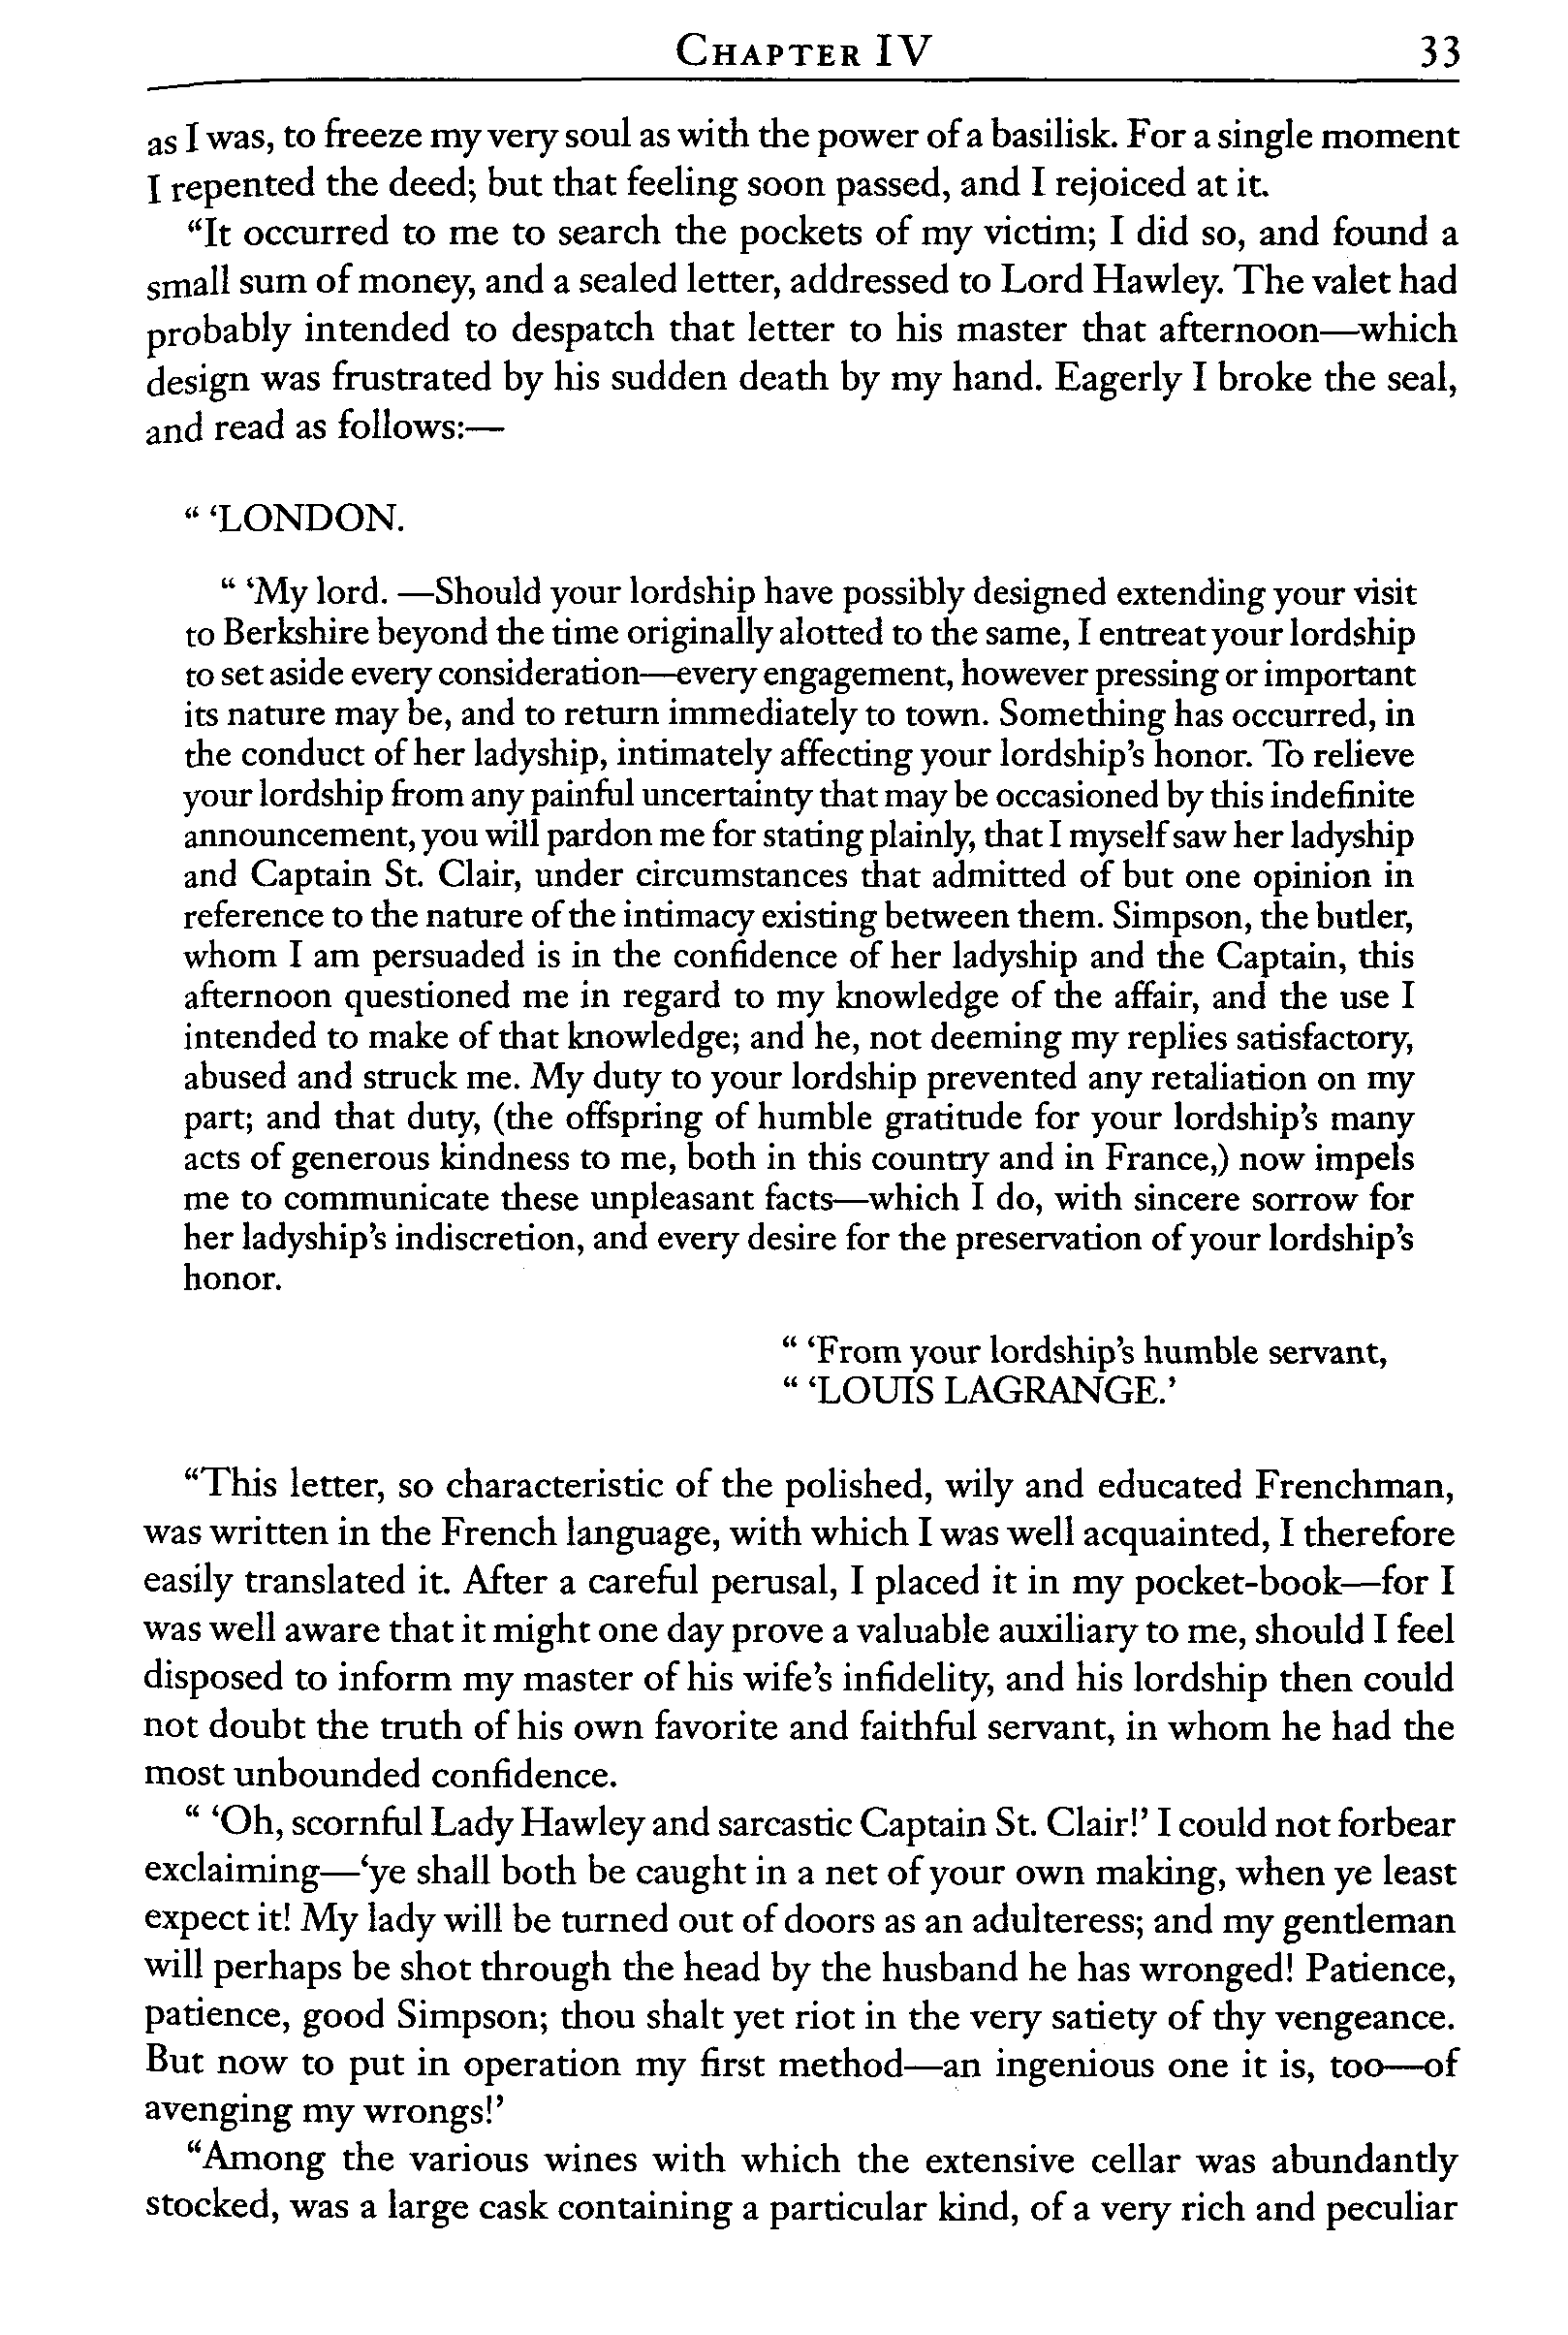 CHAPTER IV 33
as I was, to freeze my very soul as with the power of a basilisk. For a single moment
I repented the deed; but that feeling soon passed, and I rejoiced at it.
“It occurred to me to search the pockets of my victim; I did so, and found a
small sum of money, and a sealed letter, addressed to Lord Hawley. The valet had
probably intended to despatch that letter to his master that afternoon—which
design was frustrated by his sudden death by my hand. Eagerly I broke the seal,
and read as follows:—
“ ‘LONDON.
“ ‘My lord. —Should your lordship have possibly designed extending your visit
to Berkshire beyond the time originally alotted to the same, I entreat your lordship
to set aside every consideration—every engagement, however pressing or important
its nature may be, and to return immediately to town. Something has occurred, in
the conduct of her ladyship, intimately affecting your lordship’s honor. To relieve
your lordship from any painful uncertainty that may be occasioned by this indefinite
announcement, you will pardon me for stating plainly, that I myself saw her ladyship
and Captain St. Clair, under circumstances that admitted of but one opinion in
reference to the nature of the intimacy existing between them. Simpson, the butler,
whom I am persuaded is in the confidence of her ladyship and the Captain, this
afternoon questioned me in regard to my knowledge of the affair, and the use I
intended to make of that knowledge; and he, not deeming my replies satisfactory,
abused and struck me. My duty to your lordship prevented any retaliation on my
part; and that duty, (the offspring of humble gratitude for your lordship’s many
acts of generous kindness to me, both in this country and in France,) now impels
me to communicate these unpleasant facts—which I do, with sincere sorrow for
her ladyship’s indiscretion, and every desire for the preservation of your lordship’s
honor.
“ ‘From your lordship’s humble servant,
“ ‘LOUIS LAGRANGE.’
“This letter, so characteristic of the polished, wily and educated Frenchman,
was written in the French language, with which I was well acquainted, I therefore
easily translated it. After a careful perusal, I placed it in my pocket-book—for I
was well aware that it might one day prove a valuable auxiliary to me, should I feel
disposed to inform my master of his wife’s infidelity, and his lordship then could
not doubt the truth of his own favorite and faithful servant, in whom he had the
most unbounded confidence.
“ ‘Oh, scornful Lady Hawley and sarcastic Captain St. Clair!’ I could not forbear
exclaiming—‘ye shall both be caught in a net of your own making, when ye least
expect it! My lady will be turned out of doors as an adulteress; and my gentleman
will perhaps be shot through the head by the husband he has wronged! Patience,
patience, good Simpson; thou shalt yet riot in the very satiety of thy vengeance.
But now to put in operation my first method—an ingenious one it is, too—of
avenging my wrongs!’
“Among the various wines with which the extensive cellar was abundantly
stocked, was a large cask containing a particular kind, of a very rich and peculiar